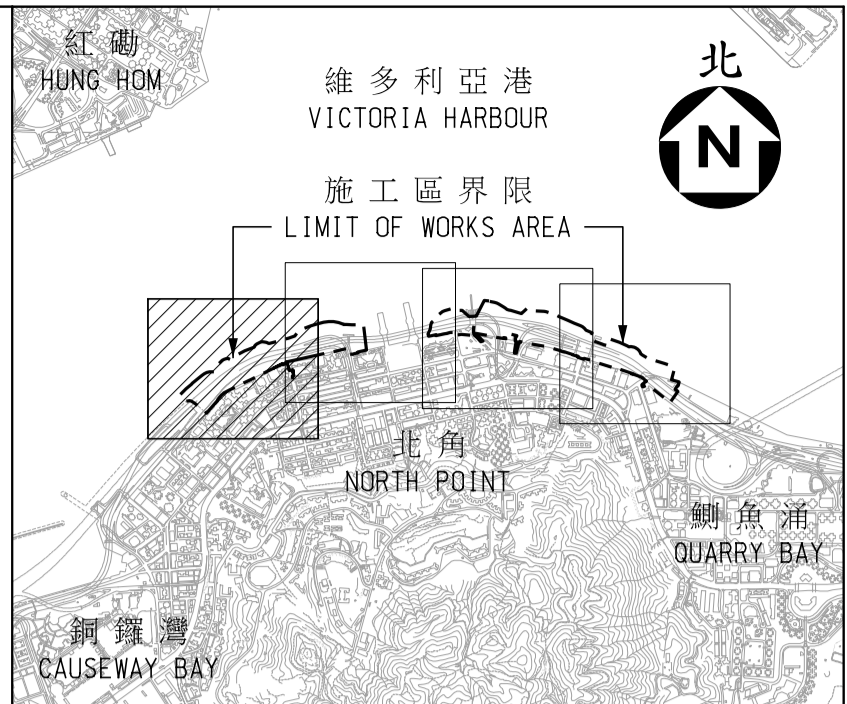 紅磡
HUNG HOM
維多利亞港
VICTORIA HARBOUR
北
N
施工區界限
LIMIT OF WORKS AREA
北角
NORTH POINT
鰂魚涌
QUARRY BAY
銅鑼灣
CAUSEWAY BAY